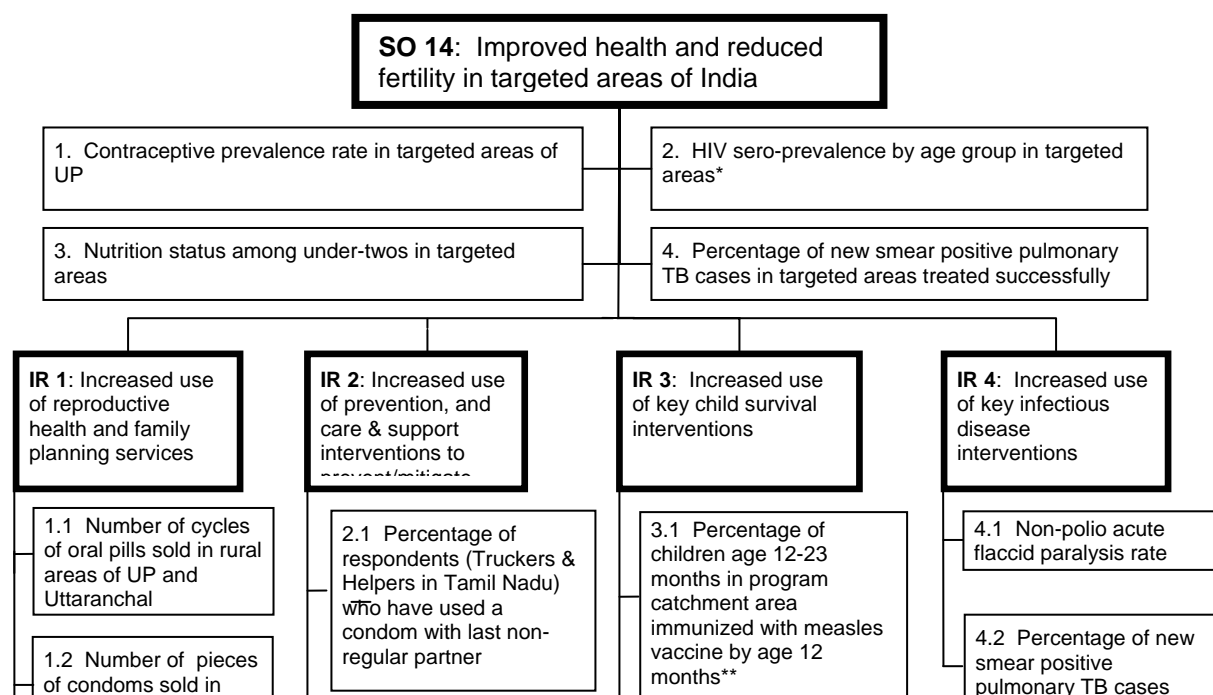 SO 14: Improved health and reduced
fertility in targeted areas of India
1. Contraceptive prevalence rate in targeted areas of
UP
2. HIV sero-prevalence by age group in targeted
areas*
3. Nutrition status among under-twos in targeted
areas
4. Percentage of new smear positive pulmonary
TB cases in targeted areas treated successfully
IR 1: Increased use
of reproductive
health and family
planning services
IR 2: Increased use
of prevention, and
care & support
interventions to
prevent/mitigate
IR 3: Increased use
of key child survival
interventions
IR 4: Increased use
of key infectious
disease
interventions
1.1 Number of cycles
of oral pills sold in rural
areas of UP and
Uttaranchal
1.2 Number of pieces
of condoms sold in
2.1 Percentage of
respondents (Truckers &
Helpers in Tamil Nadu)
who have used a
condom with last non-
regular partner
3.1 Percentage of
children age 12-23
months in program
catchment area
immunized with measles
vaccine by age 12
months**
4.1 Non-polio acute
flaccid paralysis rate
4.2 Percentage of new
smear positive
pulmonary TB cases